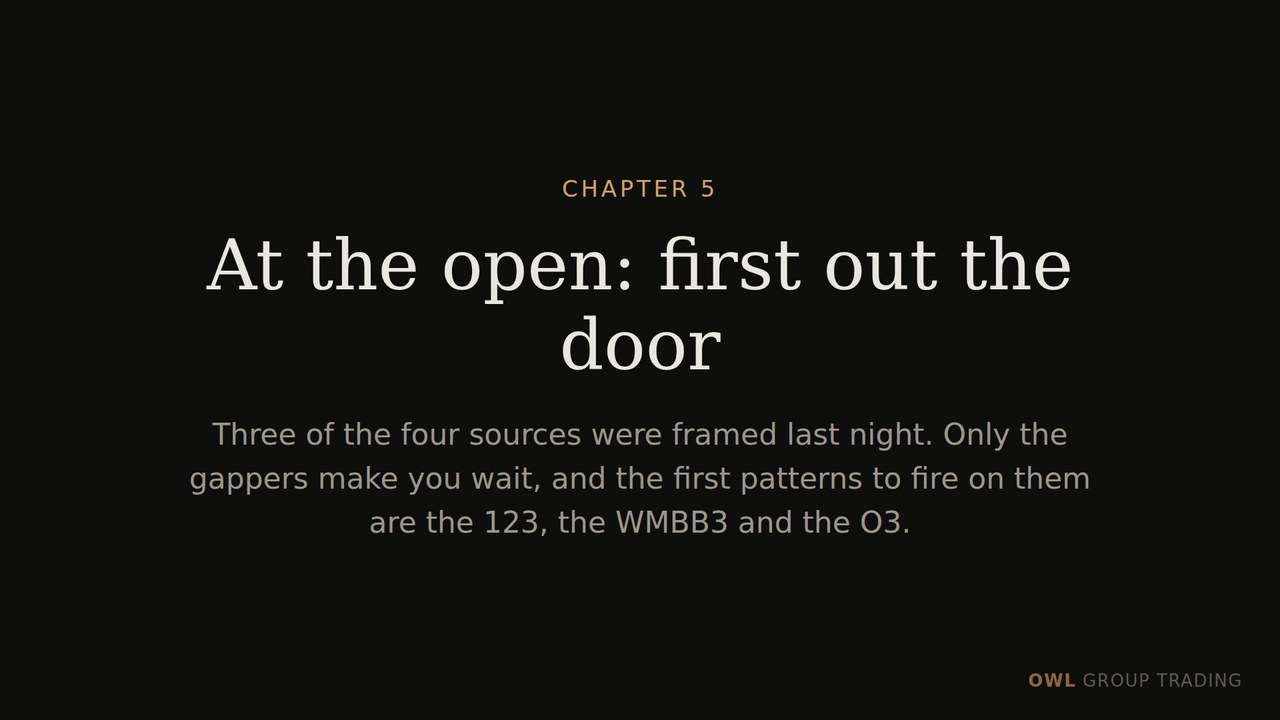 CHAPTER 5
At the open: first out the
door
Three of the four sources were framed last night. Only the
gappers make you wait, and the first patterns to fire on them
are the 123, the WMBB3 and the O3.
OWL GROUP TRADING